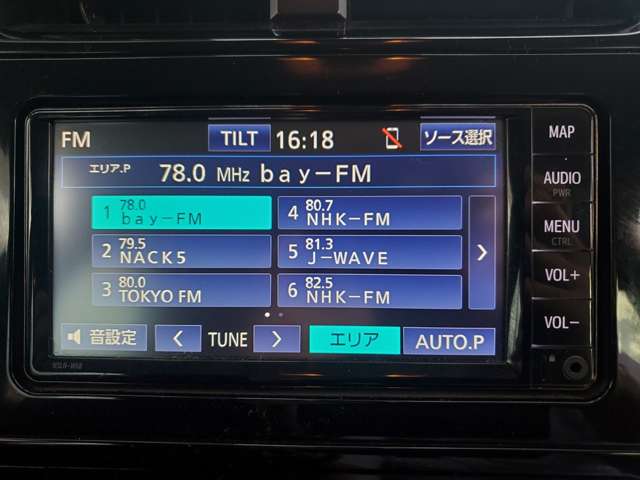 FM TILT 16:18 ソース選択
エリア.P 78.0 MHz bay-FM
1 78.0 bay-FM
2 79.5 NACK5
3 80.0 TOKYO FM
4 80.7 NHK-FM
5 81.3 J-WAVE
6 82.5 NHK-FM
>
音設定 < TUNE > エリア AUTO.P
MAP
AUDIO
PWR
MENU
CTRL
VOL+
VOL-